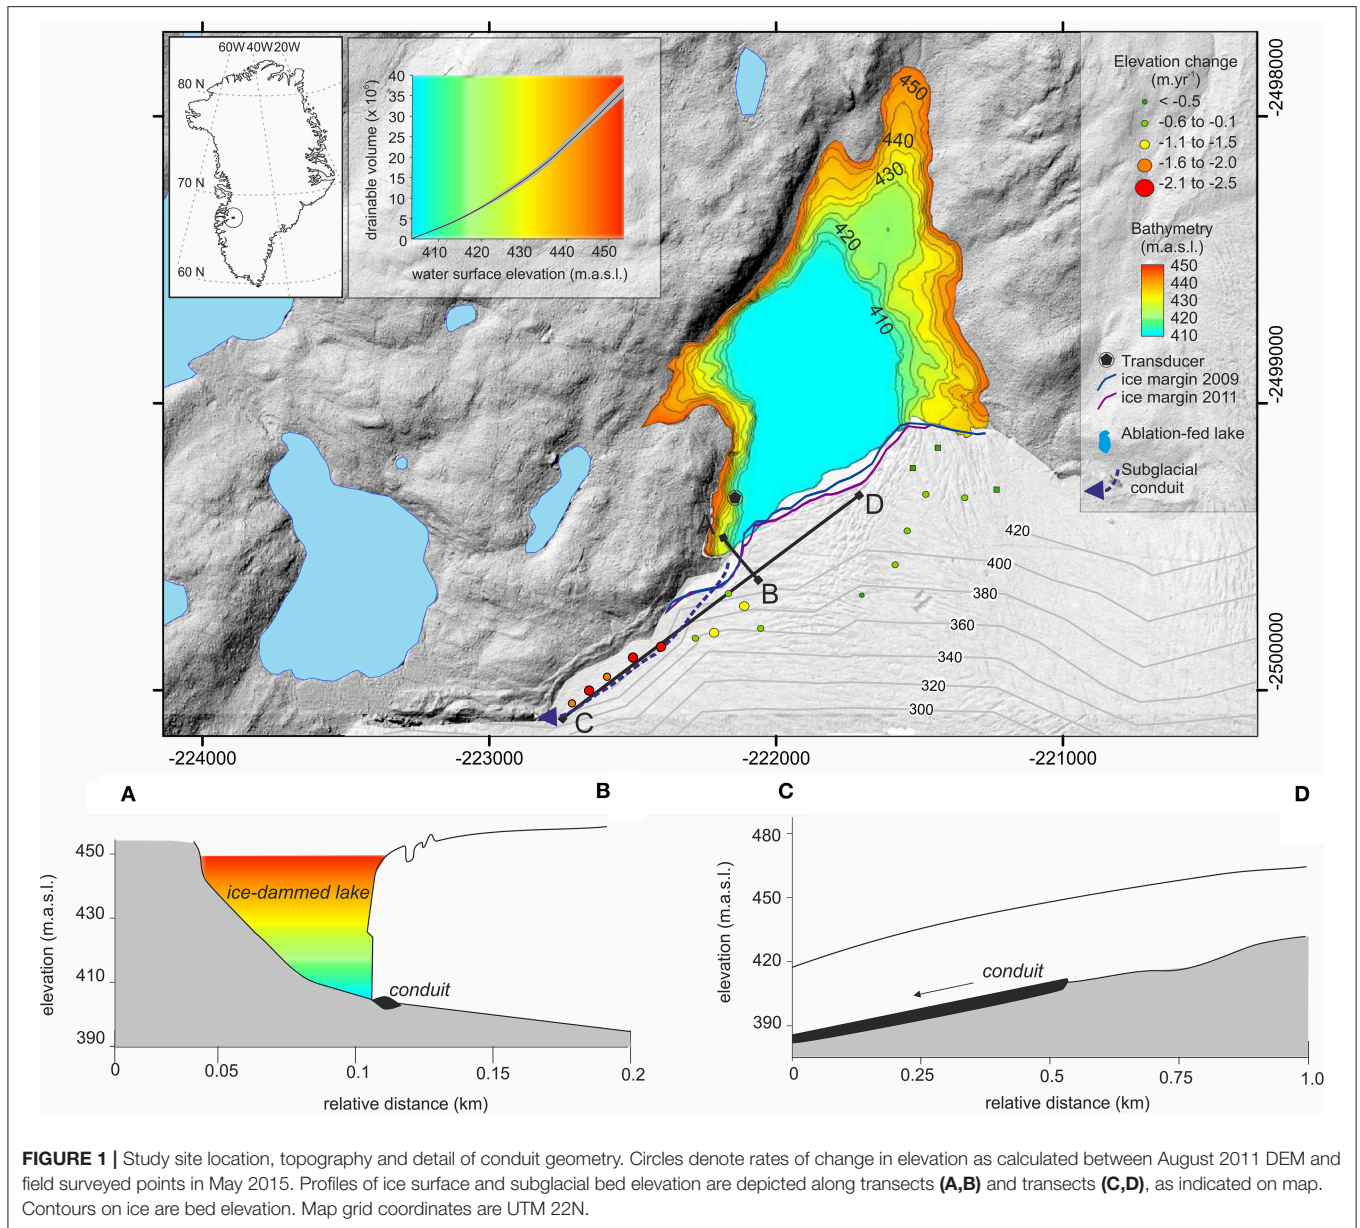 60W 40W 20W
80 N
70 N
60 N
40
35
30
25
20
15
10
5
0
drainable volume (x 10⁶)
410 420 430 440 450
water surface elevation (m.a.s.l.)
450
440
430
420
410
A
B
C
D
420
400
380
360
340
320
300
Elevation change
(m.yr⁻¹)
< -0.5
-0.6 to -0.1
-1.1 to -1.5
-1.6 to -2.0
-2.1 to -2.5
Bathymetry
(m.a.s.l.)
450
440
430
420
410
Transducer
ice margin 2009
ice margin 2011
Ablation-fed lake
Subglacial
conduit
-2498000
-2499000
-2500000
-224000 -223000 -222000 -221000
A B
450
430
410
390
elevation (m.a.s.l.)
ice-dammed lake
conduit
0 0.05 0.1 0.15 0.2
relative distance (km)
C D
480
450
420
390
elevation (m.a.s.l.)
conduit
0 0.25 0.5 0.75 1.0
relative distance (km)
FIGURE 1 | Study site location, topography and detail of conduit geometry. Circles denote rates of change in elevation as calculated between August 2011 DEM and
field surveyed points in May 2015. Profiles of ice surface and subglacial bed elevation are depicted along transects (A,B) and transects (C,D), as indicated on map.
Contours on ice are bed elevation. Map grid coordinates are UTM 22N.